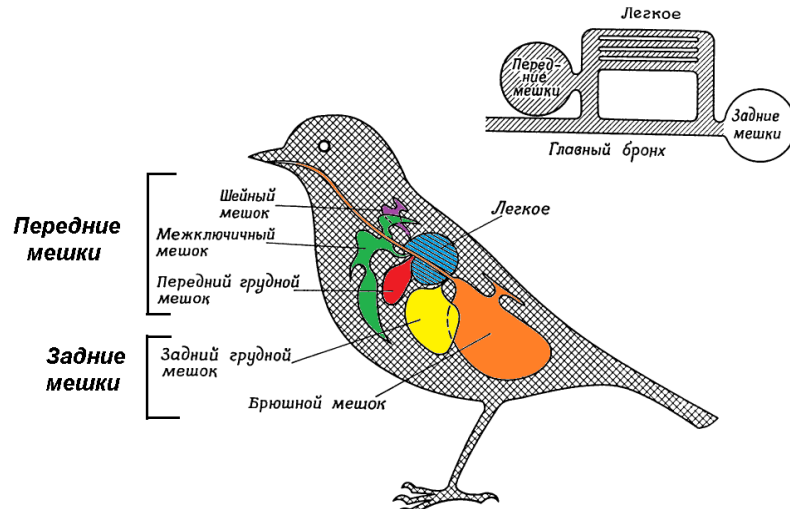 Легкое
Перед-
ние
мешки
Задние
мешки
Главный бронх
Передние
мешки
Шейный
мешок
Межключичный
мешок
Передний грудной
мешок
Легкое
Задние
мешки
Задний грудной
мешок
Брюшной мешок